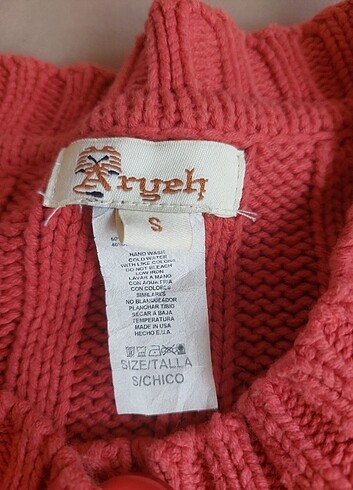 Aryeh
S
HAND WASH
COLD WATER
WITH LIKE COLORS
DO NOT BLEACH
LOW IRON
LAVAR A MANO
CON AGUA FRIA
CON COLORES
SIMILARES
NO BLANQUEADOR
PLANCHAR TIBIO
SECAR A BAJA
TEMPERATURA
MADE IN USA
HECHO E.U.A.
SIZE/TALLA
S/CHICO